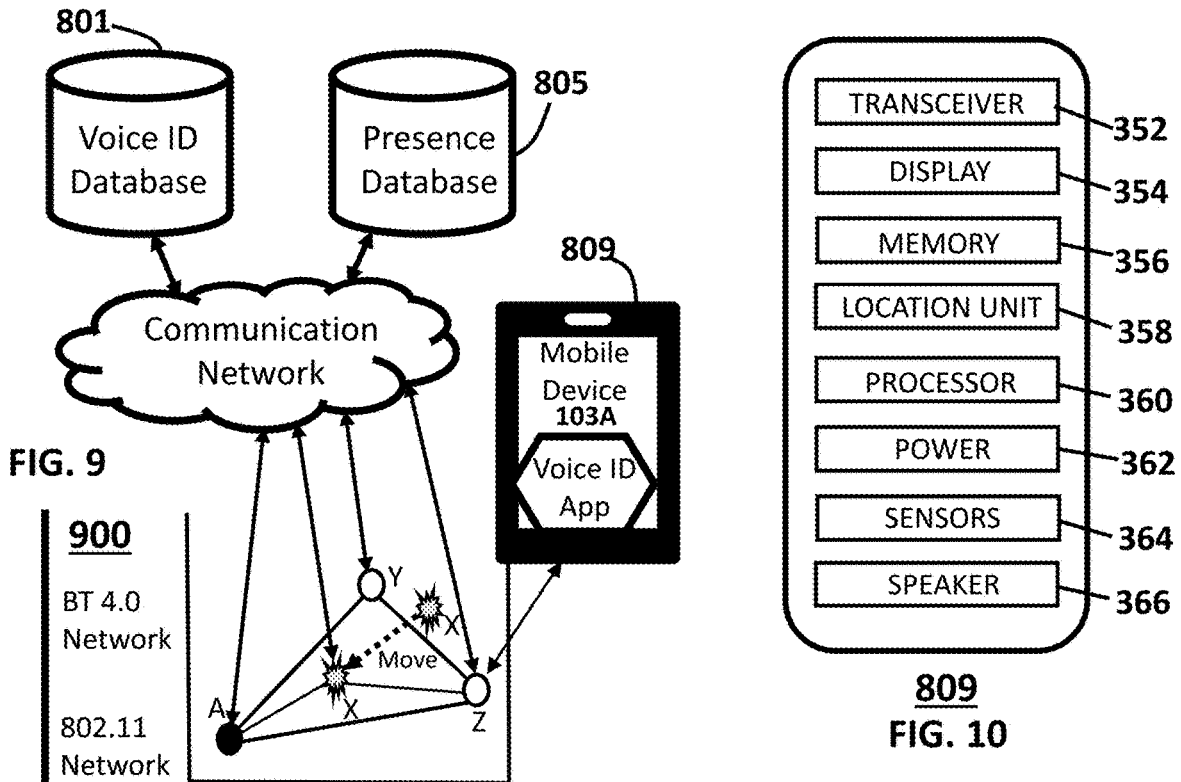 801
Voice ID
Database
Presence
Database
805
Communication
Network
809
Mobile
Device
103A
Voice ID
App
FIG. 9
900
BT 4.0
Network
802.11
Network
Y
X
Move
X
A
Z
TRANSCEIVER
352
DISPLAY
354
MEMORY
356
LOCATION UNIT
358
PROCESSOR
360
POWER
362
SENSORS
364
SPEAKER
366
809
FIG. 10